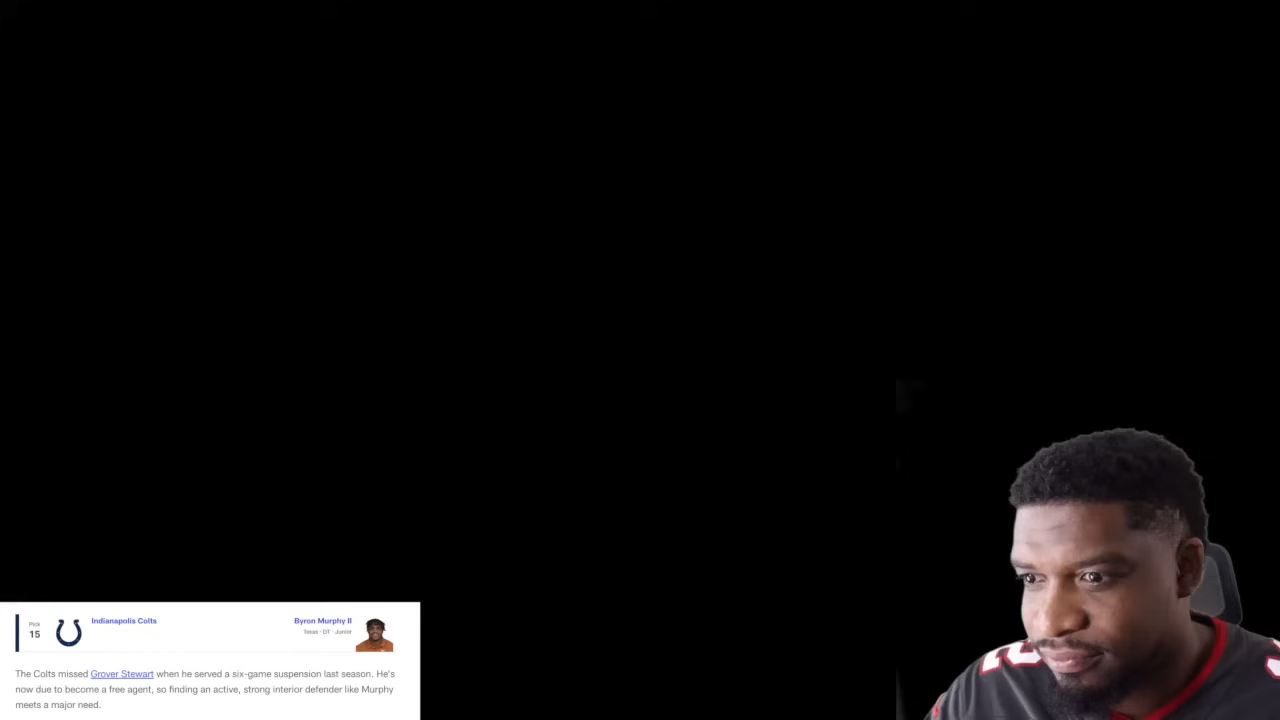 Pick
15
Indianapolis Colts
Byron Murphy II
Texas · DT · Junior
The Colts missed Grover Stewart when he served a six-game suspension last season. He's
now due to become a free agent, so finding an active, strong interior defender like Murphy
meets a major need.